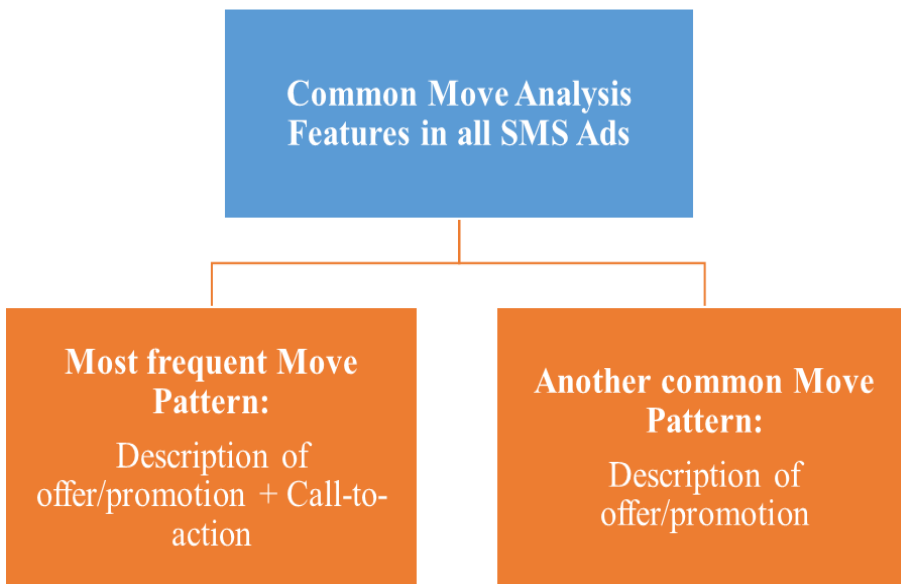 Common Move Analysis
Features in all SMS Ads
Most frequent Move
Pattern:
Description of
offer/promotion + Call-to-
action
Another common Move
Pattern:
Description of
offer/promotion